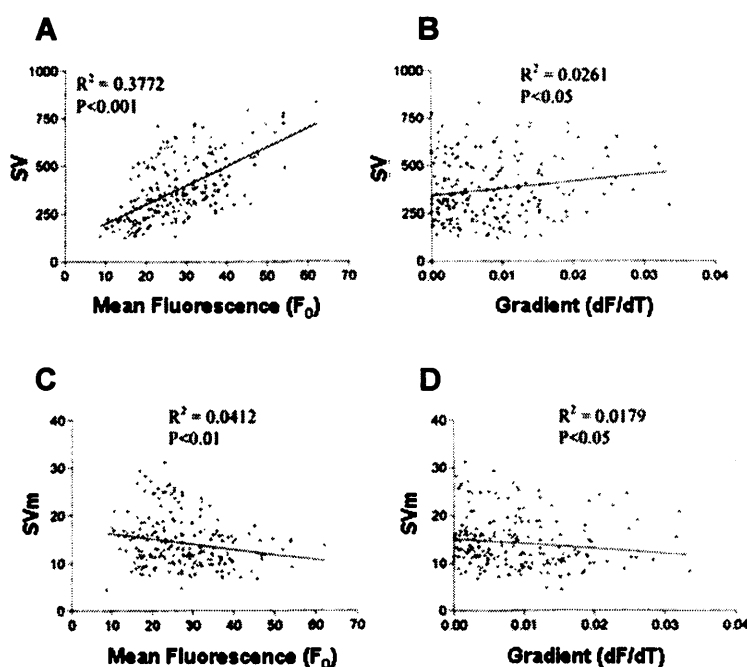 A
R² = 0.3772
P<0.001
1000
750
500
250
0
SV
0 10 20 30 40 50 60 70
Mean Fluorescence (F₀)
B
R² = 0.0261
P<0.05
1000
750
500
250
0
SV
0.00 0.01 0.02 0.03 0.04
Gradient (dF/dT)
C
R² = 0.0412
P<0.01
40
30
20
10
0
SVm
0 10 20 30 40 50 60 70
Mean Fluorescence (F₀)
D
R² = 0.0179
P<0.05
40
30
20
10
0
SVm
0.00 0.01 0.02 0.03 0.04
Gradient (dF/dT)